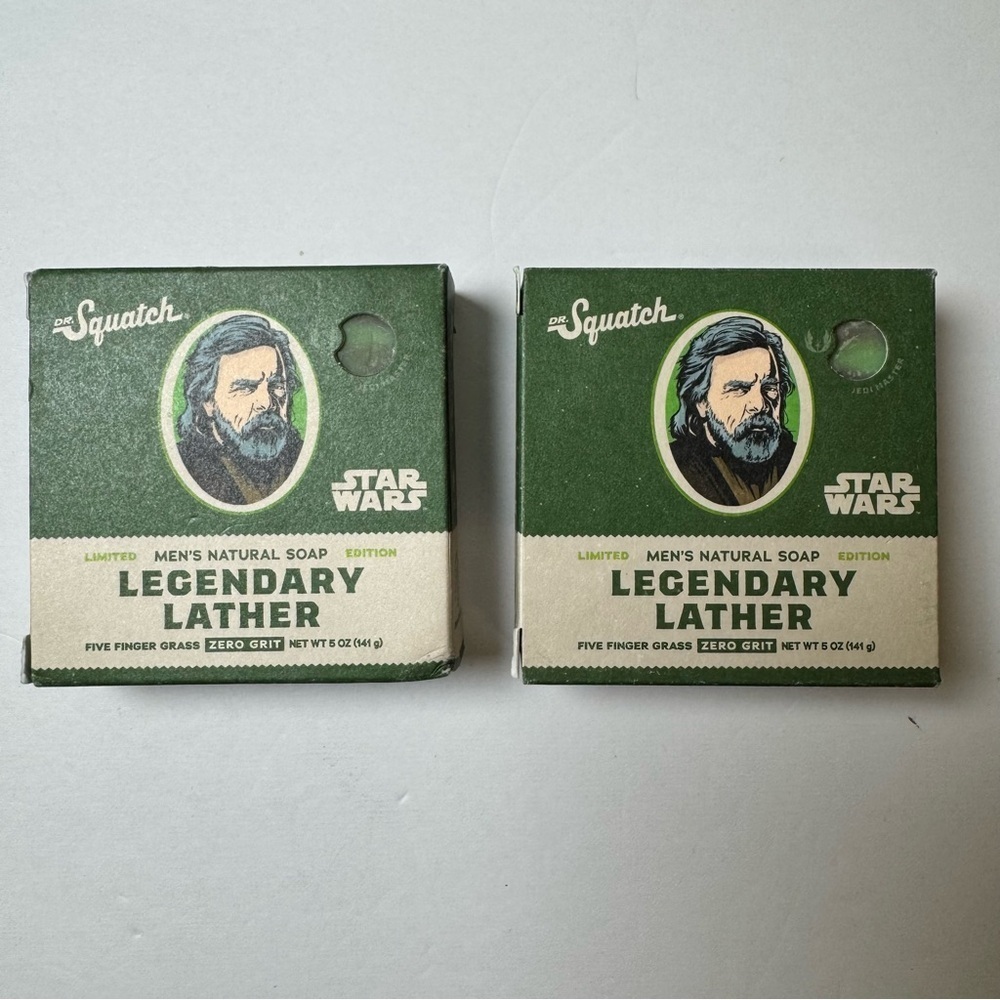 DR. Squatch®
JEDI MASTER
STAR
WARS
LIMITED MEN'S NATURAL SOAP EDITION
LEGENDARY
LATHER
FIVE FINGER GRASS ZERO GRIT NET WT 5 OZ (141 g)
DR. Squatch®
JEDI MASTER
STAR
WARS
LIMITED MEN'S NATURAL SOAP EDITION
LEGENDARY
LATHER
FIVE FINGER GRASS ZERO GRIT NET WT 5 OZ (141 g)